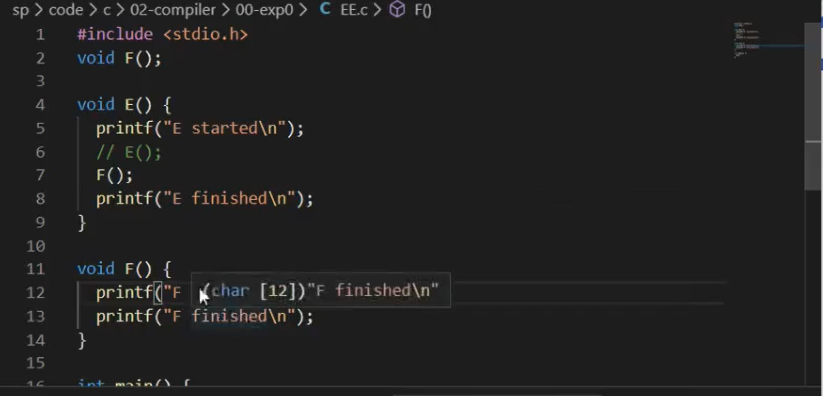 sp > code > c > 02-compiler > 00-exp0 > C EE.c > F()
1 #include <stdio.h>
2 void F();
3
4 void E() {
5 printf("E started\n");
6 // E();
7 F();
8 printf("E finished\n");
9 }
10
11 void F() {
12 printf("F (char [12])"F finished\n"
13 printf("F finished\n");
14 }
15
16 int main() {